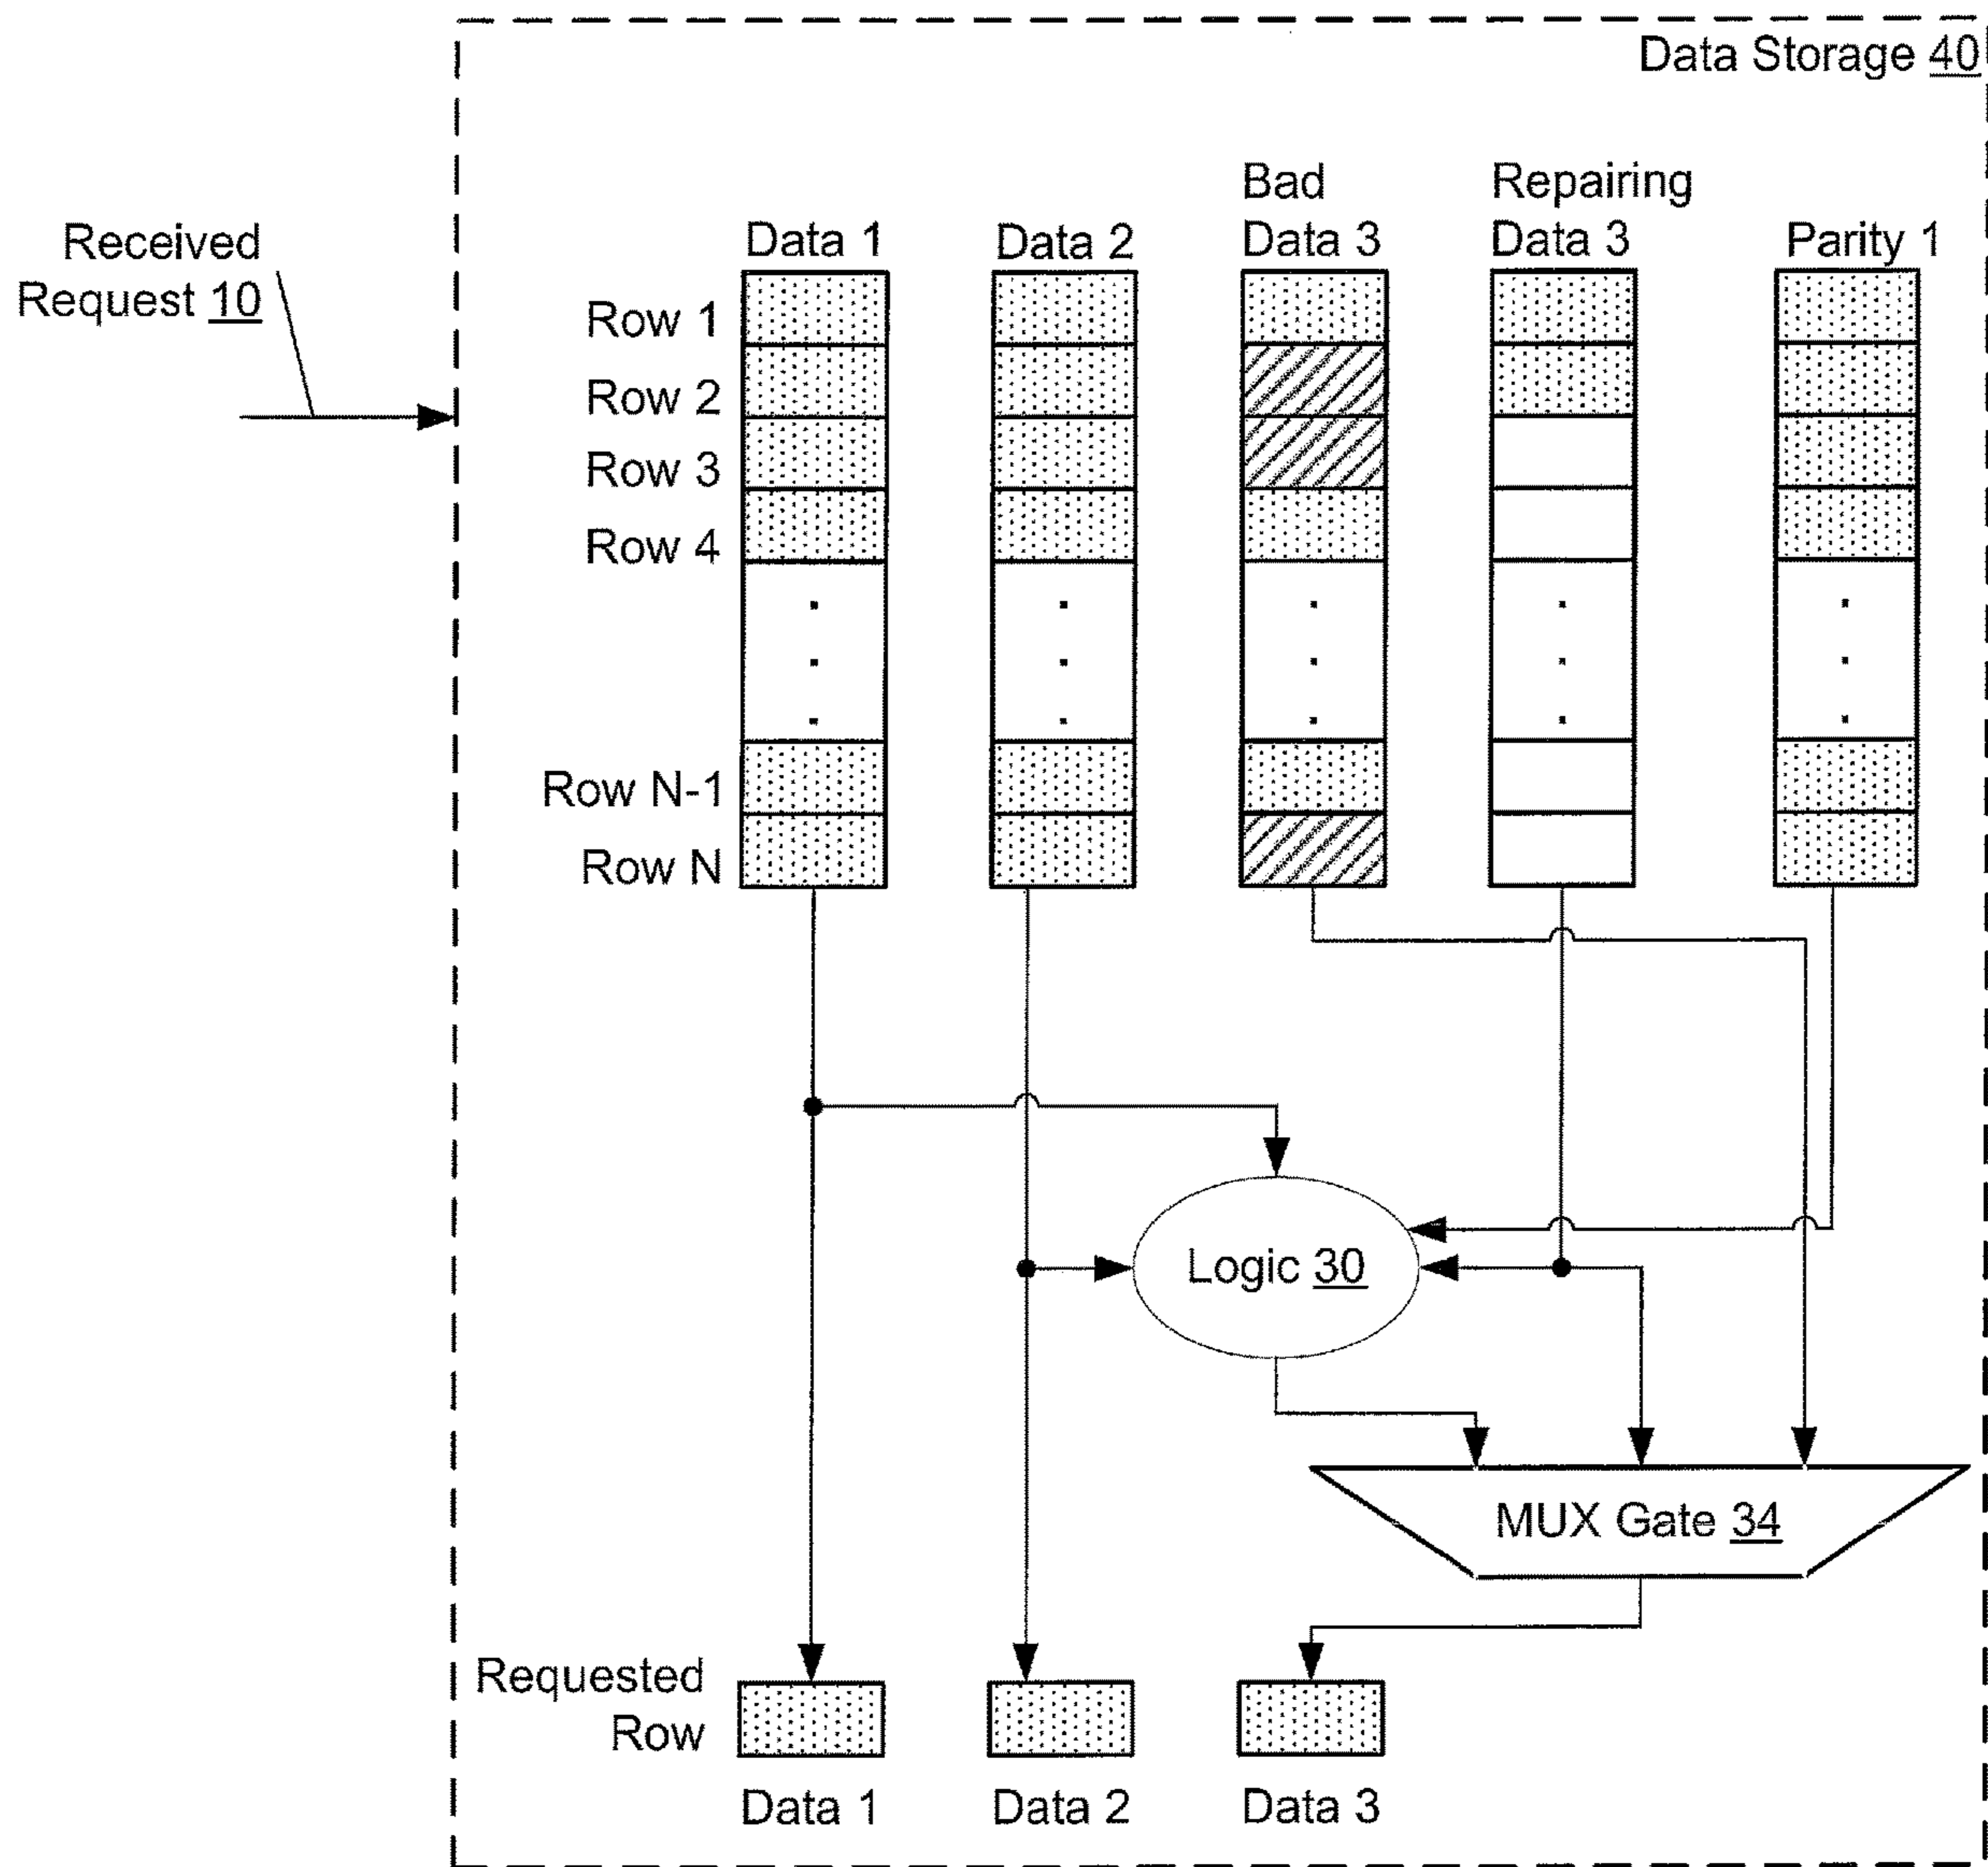 Data Storage 40
Received
Request 10
Bad
Repairing
Data 1
Data 2
Data 3
Data 3
Parity 1
Row 1
Row 2
Row 3
Row 4
Row N-1
Row N
Logic 30
MUX Gate 34
Requested
Row
Data 1
Data 2
Data 3